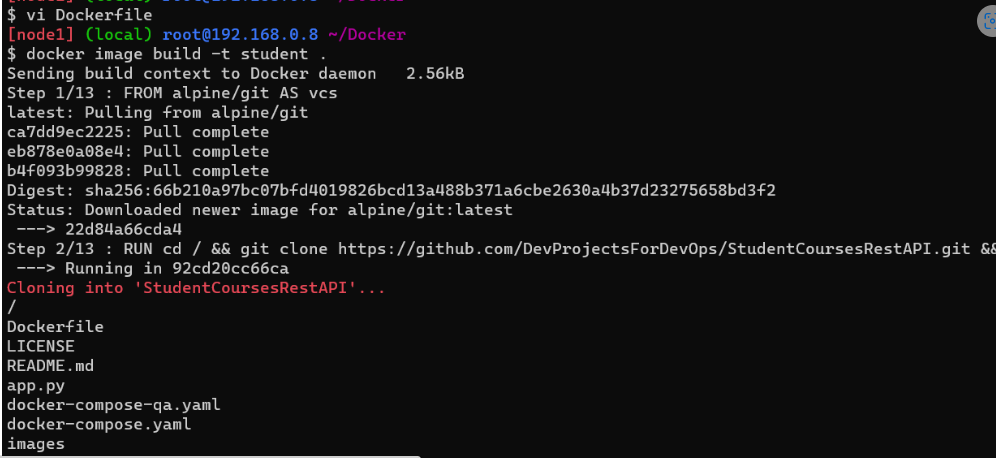 $ vi Dockerfile
[node1] (local) root@192.168.0.8 ~/Docker
$ docker image build -t student .
Sending build context to Docker daemon   2.56kB
Step 1/13 : FROM alpine/git AS vcs
latest: Pulling from alpine/git
ca7dd9ec2225: Pull complete
eb878e0a08e4: Pull complete
b4f093b99828: Pull complete
Digest: sha256:66b210a97bc07bfd4019826bcd13a488b371a6cbe2630a4b37d23275658bd3f2
Status: Downloaded newer image for alpine/git:latest
 ---> 22d84a66cda4
Step 2/13 : RUN cd / && git clone https://github.com/DevProjectsForDevOps/StudentCoursesRestAPI.git &&
 ---> Running in 92cd20cc66ca
Cloning into 'StudentCoursesRestAPI'...
/
Dockerfile
LICENSE
README.md
app.py
docker-compose-qa.yaml
docker-compose.yaml
images